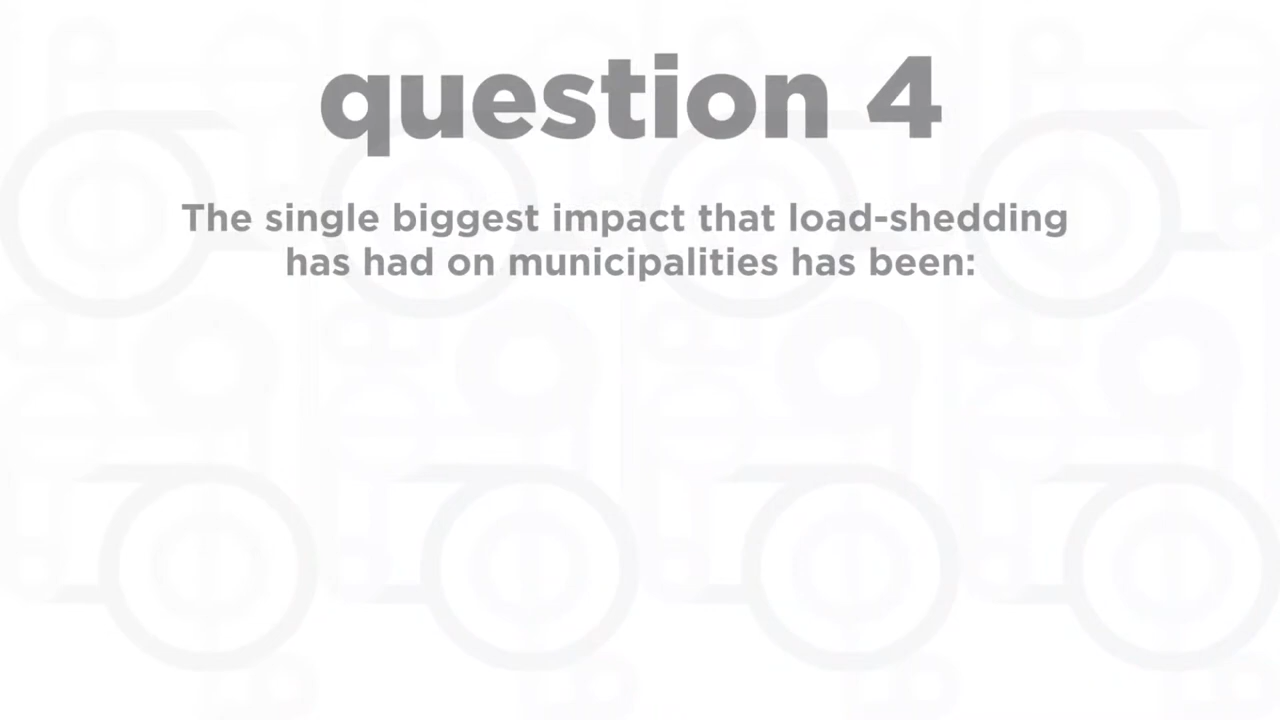 question 4
The single biggest impact that load-shedding
has had on municipalities has been: